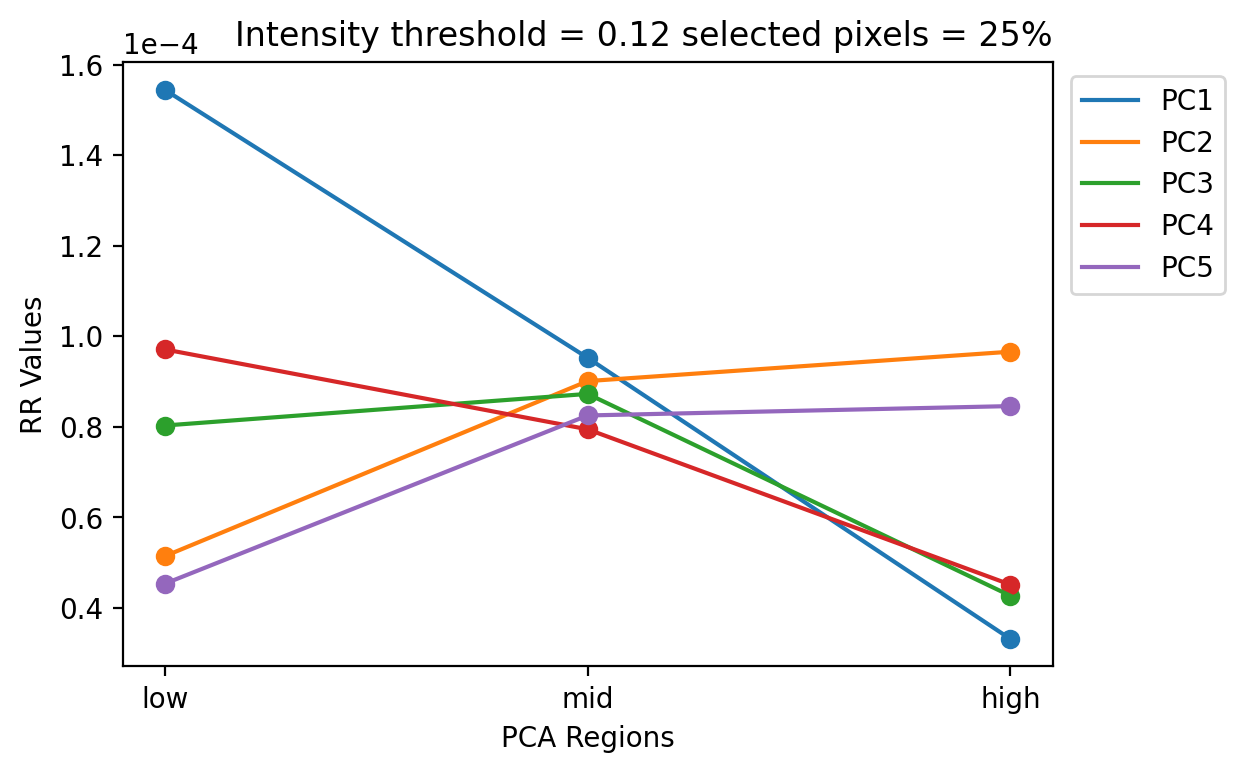 Intensity threshold = 0.12 selected pixels = 25%
1e−4
1.6
1.4
1.2
1.0
0.8
0.6
0.4
RR Values
low mid high
PCA Regions
PC1
PC2
PC3
PC4
PC5